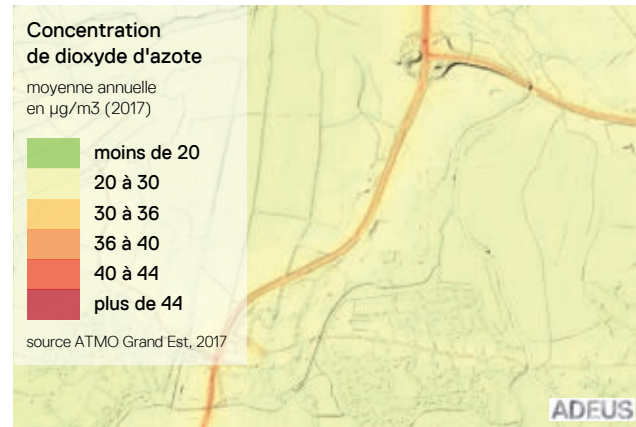 Concentration
de dioxyde d'azote
moyenne annuelle
en µg/m3 (2017)
moins de 20
20 à 30
30 à 36
36 à 40
40 à 44
plus de 44
source ATMO Grand Est, 2017
ADEUS